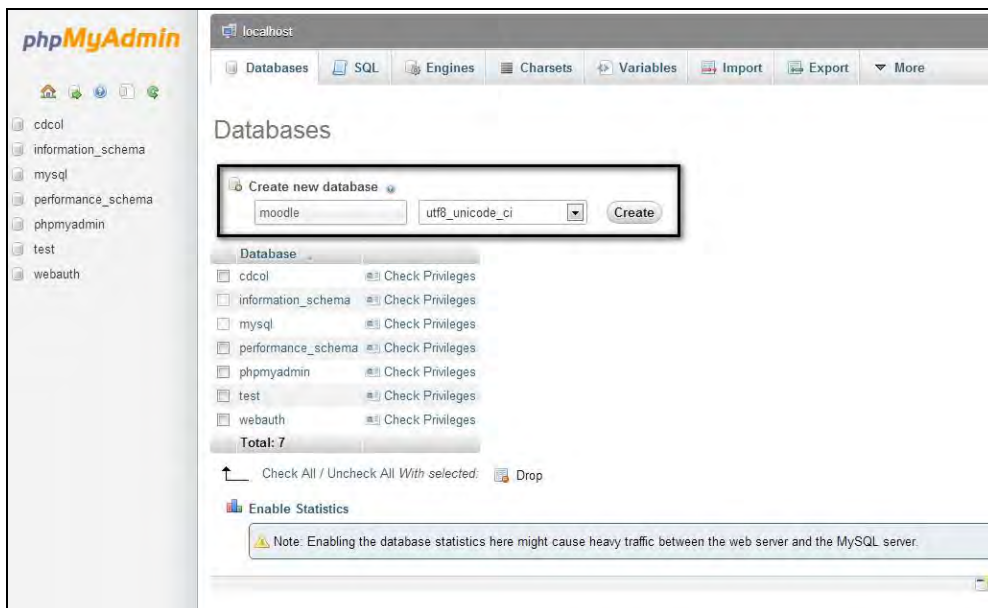 phpMyAdmin
cdcol
information_schema
mysql
performance_schema
phpmyadmin
test
webauth
localhost
Databases SQL Engines Charsets Variables Import Export More
Databases
Create new database
moodle utf8_unicode_ci Create
Database
cdcol Check Privileges
information_schema Check Privileges
mysql Check Privileges
performance_schema Check Privileges
phpmyadmin Check Privileges
test Check Privileges
webauth Check Privileges
Total: 7
Check All / Uncheck All With selected: Drop
Enable Statistics
Note: Enabling the database statistics here might cause heavy traffic between the web server and the MySQL server.